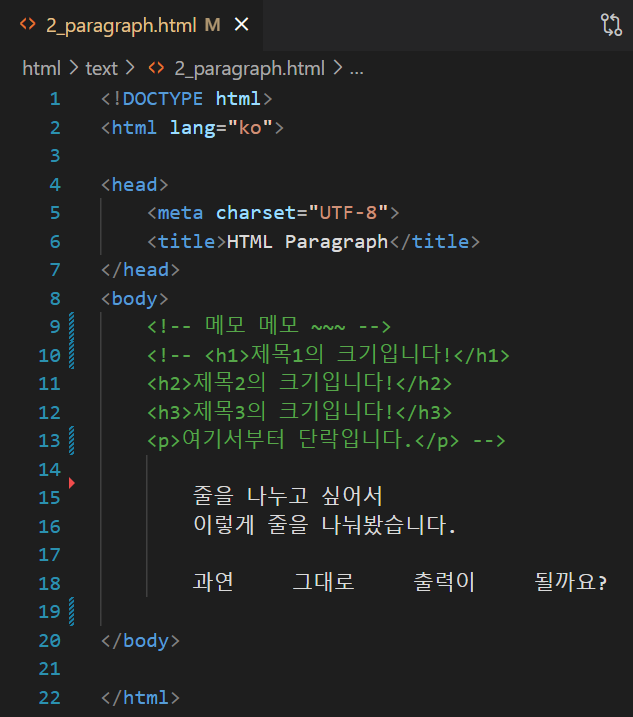 2_paragraph.html M
html > text > 2_paragraph.html > ...
1 <!DOCTYPE html>
2 <html lang="ko">
3
4 <head>
5     <meta charset="UTF-8">
6     <title>HTML Paragraph</title>
7 </head>
8 <body>
9     <!-- 메모 메모 ~~~ -->
10     <!-- <h1>제목1의 크기입니다!</h1>
11     <h2>제목2의 크기입니다!</h2>
12     <h3>제목3의 크기입니다!</h3>
13     <p>여기서부터 단락입니다.</p> -->
14
15         줄을 나누고 싶어서
16         이렇게 줄을 나눠봤습니다.
17
18         과연     그대로     출력이     될까요?
19
20 </body>
21
22 </html>